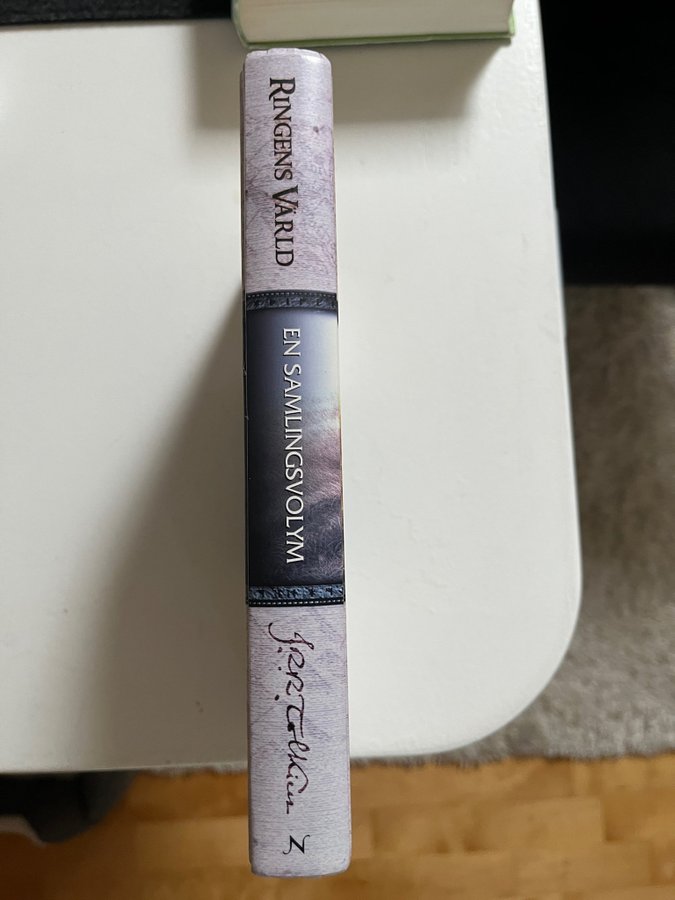 RINGENS VÄRLD
EN SAMLINGSVOLYM
J.R.R. Tolkien